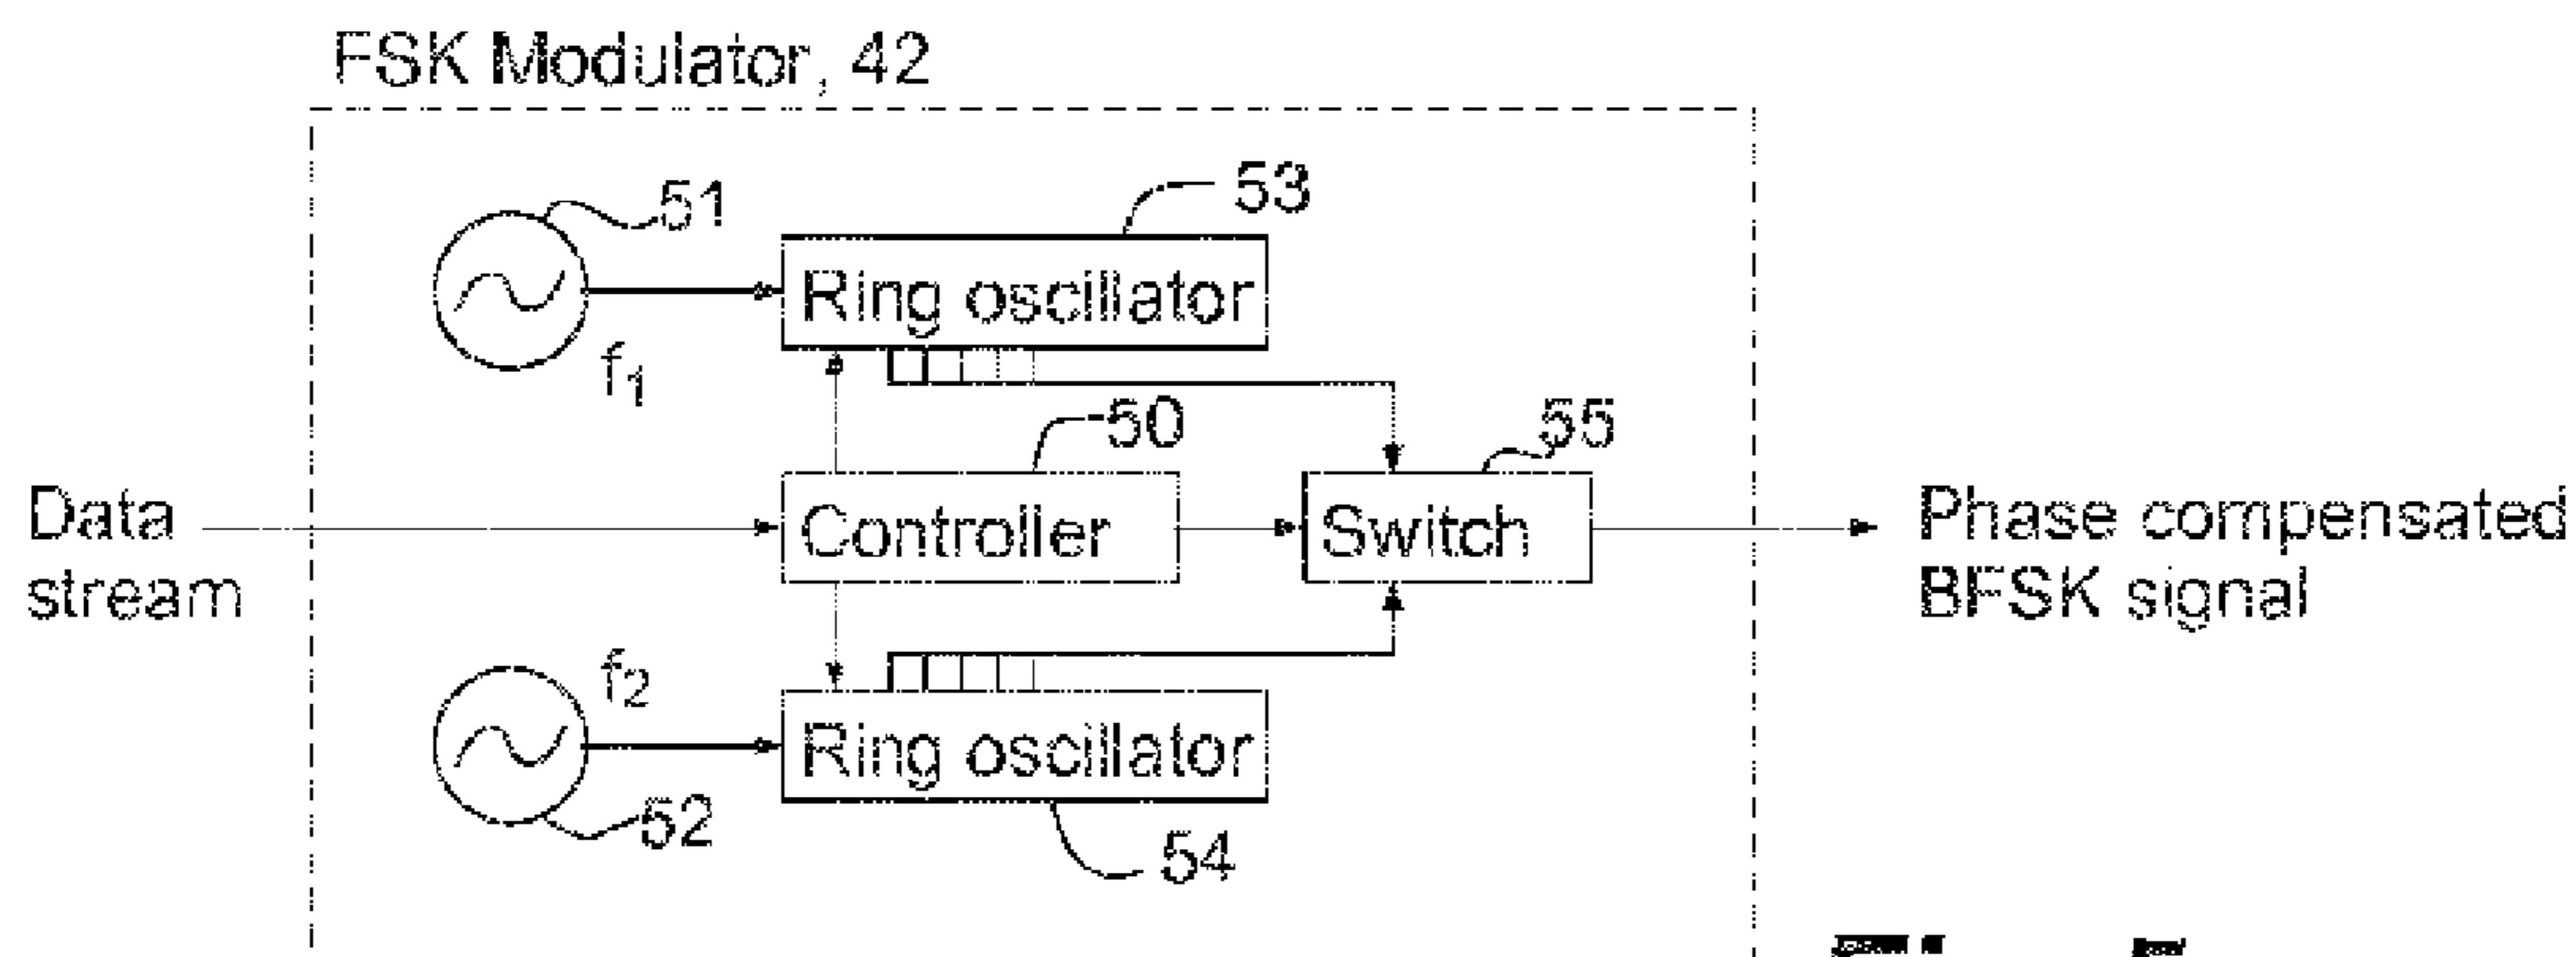 FSK Modulator, 42
51
53
Ring oscillator
f1
50
55
Data
stream
Controller
Switch
Phase compensated
BFSK signal
f2
Ring oscillator
52
54